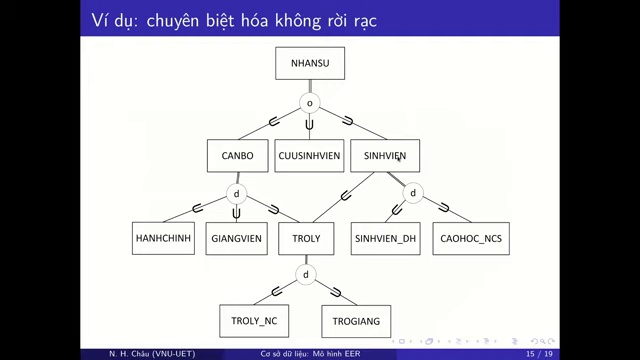 Ví dụ: chuyên biệt hóa không rời rạc
NHANSU
o
CANBO
CUUSINHVIEN
SINHVIEN
d
d
HANHCHINH
GIANGVIEN
TROLY
SINHVIEN_DH
CAOHOC_NCS
d
TROLY_NC
TROGIANG
N. H. Châu (VNU-UET)
Cơ sở dữ liệu: Mô hình EER
15 / 19